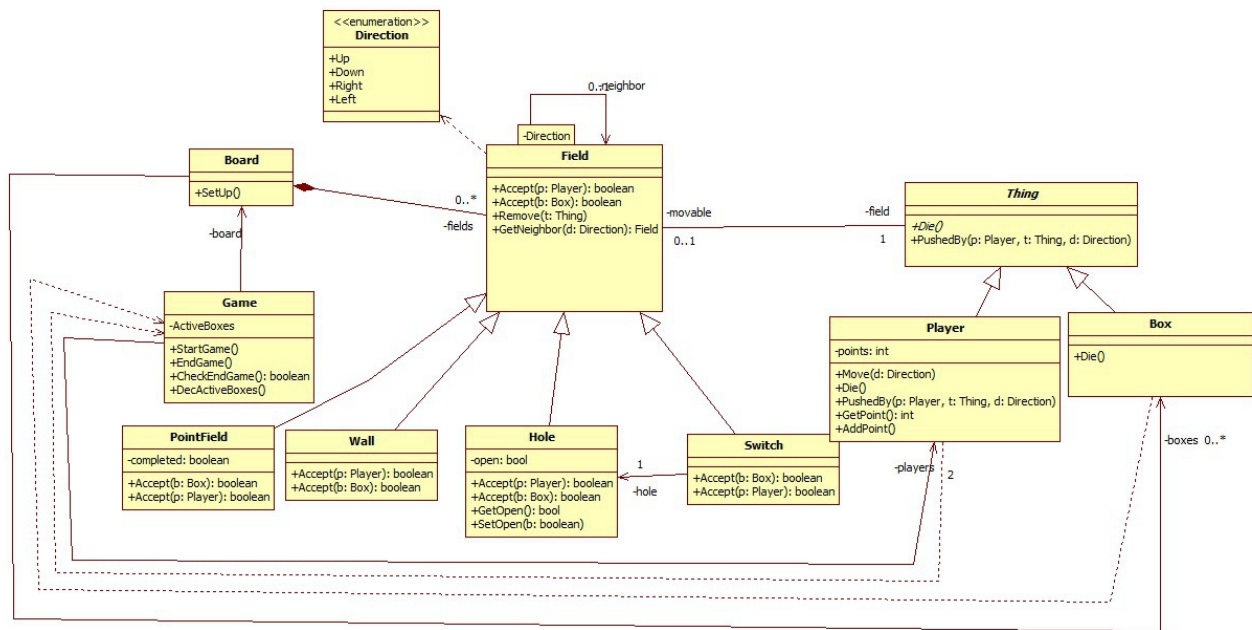 <<enumeration>>
Direction
+Up
+Down
+Right
+Left
0..1
-neighbor
-Direction
Board
+SetUp()
Field
+Accept(p: Player): boolean
+Accept(b: Box): boolean
+Remove(t: Thing)
+GetNeighbor(d: Direction): Field
0..*
-fields
-movable
0..1
-field
1
Thing
+Die()
+PushedBy(p: Player, t: Thing, d: Direction)
-board
Game
-ActiveBoxes
+StartGame()
+EndGame()
+CheckEndGame(): boolean
+DecActiveBoxes()
Player
-points: int
+Move(d: Direction)
+Die()
+PushedBy(p: Player, t: Thing, d: Direction)
+GetPoint(): int
+AddPoint()
Box
+Die()
PointField
-completed: boolean
+Accept(b: Box): boolean
+Accept(p: Player): boolean
Wall
+Accept(p: Player): boolean
+Accept(b: Box): boolean
Hole
-open: bool
+Accept(p: Player): boolean
+Accept(b: Box): boolean
+GetOpen(): bool
+SetOpen(b: boolean)
1
-hole
Switch
+Accept(b: Box): boolean
+Accept(p: Player): boolean
-players
2
-boxes 0..*